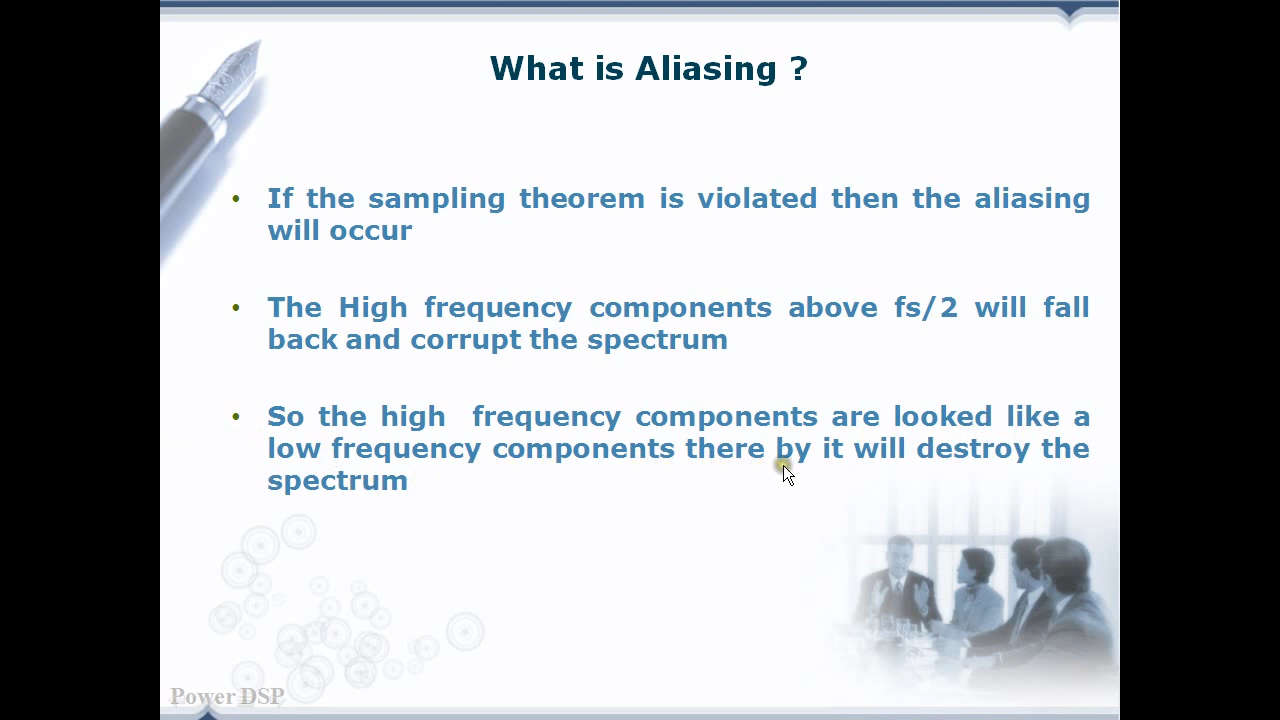 What is Aliasing ?
• If the sampling theorem is violated then the aliasing
will occur
• The High frequency components above fs/2 will fall
back and corrupt the spectrum
• So the high frequency components are looked like a
low frequency components there by it will destroy the
spectrum
Power DSP